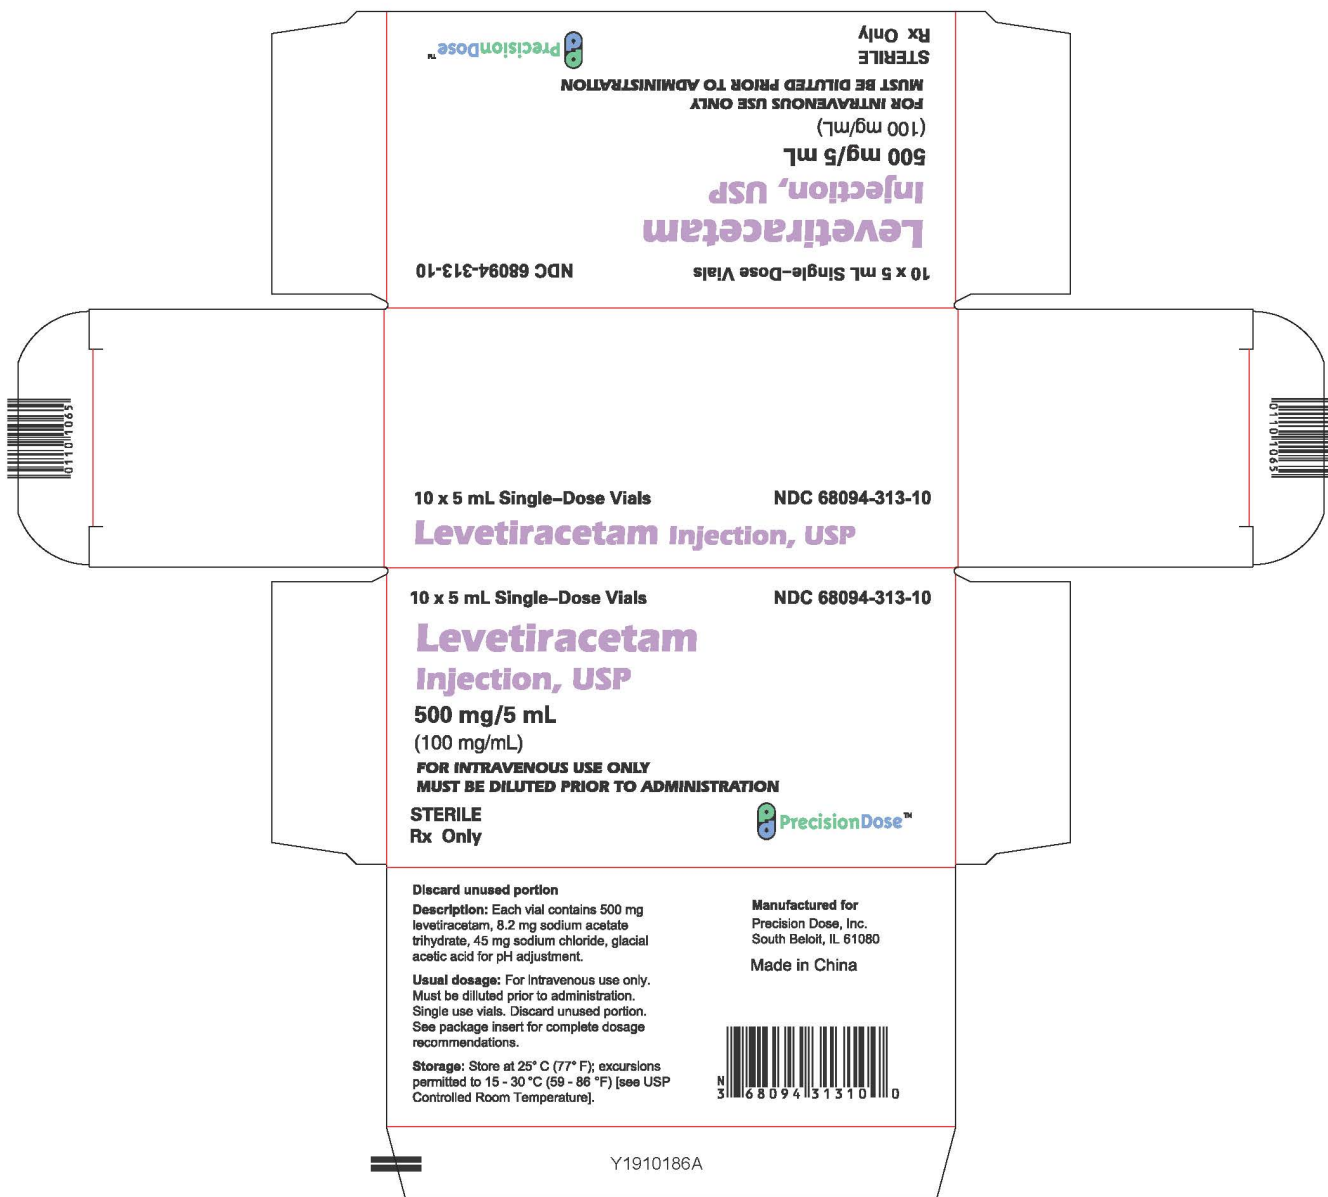 Rx Only
STERILE
PrecisionDose™
MUST BE DILUTED PRIOR TO ADMINISTRATION
FOR INTRAVENOUS USE ONLY
(100 mg/mL)
500 mg/5 mL
Injection, USP
Levetiracetam
10 x 5 mL Single-Dose Vials NDC 68094-313-10
01101065
01101065
10 x 5 mL Single-Dose Vials NDC 68094-313-10
Levetiracetam Injection, USP
10 x 5 mL Single-Dose Vials NDC 68094-313-10
Levetiracetam
Injection, USP
500 mg/5 mL
(100 mg/mL)
FOR INTRAVENOUS USE ONLY
MUST BE DILUTED PRIOR TO ADMINISTRATION
STERILE
Rx Only
PrecisionDose™
Discard unused portion
Description: Each vial contains 500 mg
levetiracetam, 8.2 mg sodium acetate
trihydrate, 45 mg sodium chloride, glacial
acetic acid for pH adjustment.
Usual dosage: For Intravenous use only.
Must be dilluted prior to administration.
Single use vials. Discard unused portion.
See package insert for complete dosage
recommendations.
Storage: Store at 25° C (77° F); excursions
permitted to 15 - 30 °C (59 - 86 °F) [see USP
Controlled Room Temperature].
Manufactured for
Precision Dose, Inc.
South Beloit, IL 61080
Made in China
N
3 68094 31310 0
Y1910186A